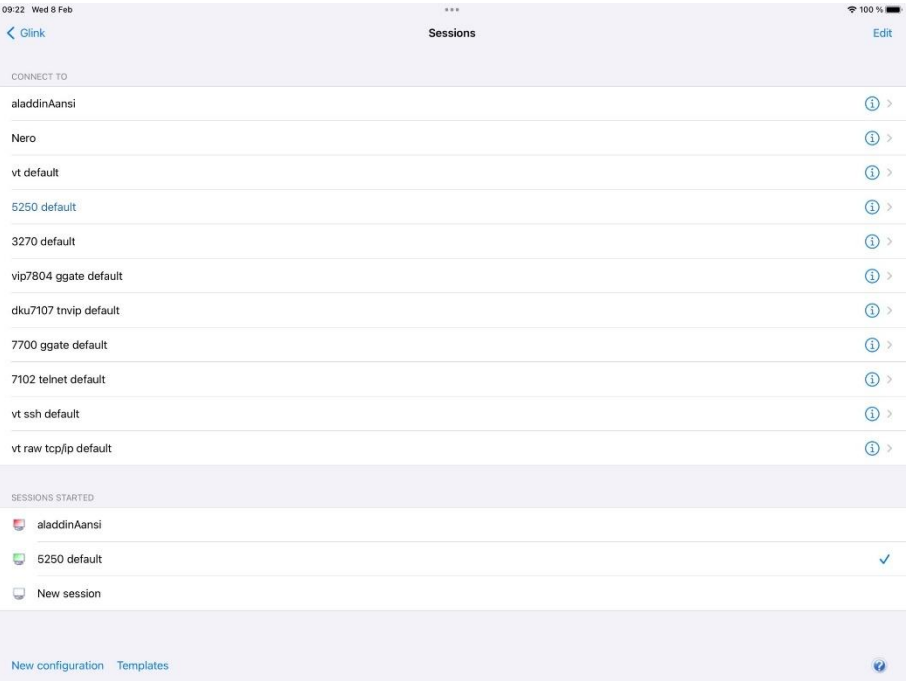 09:22 Wed 8 Feb 100 %
Glink Sessions Edit
CONNECT TO
aladdinAansi
Nero
vt default
5250 default
3270 default
vip7804 ggate default
dku7107 tnvip default
7700 ggate default
7102 telnet default
vt ssh default
vt raw tcp/ip default
SESSIONS STARTED
aladdinAansi
5250 default
New session
New configuration Templates